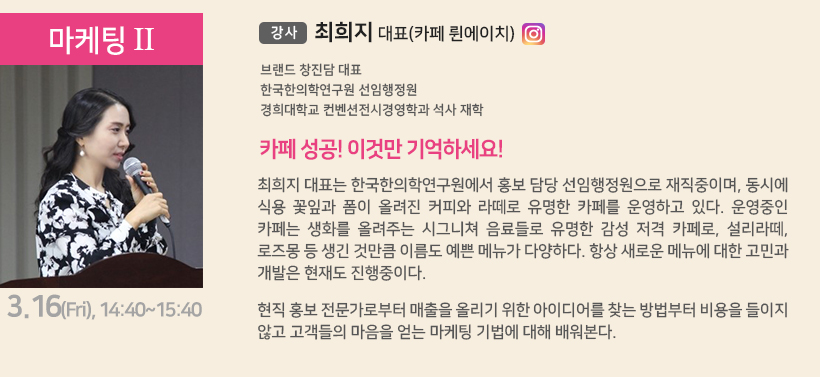 마케팅 II
3.16(Fri), 14:40~15:40
강사 최희지 대표(카페 륀에이치)
브랜드 창진담 대표
한국한의학연구원 선임행정원
경희대학교 컨벤션전시경영학과 석사 재학
카페 성공! 이것만 기억하세요!
최희지 대표는 한국한의학연구원에서 홍보 담당 선임행정원으로 재직중이며, 동시에
식용 꽃잎과 폼이 올려진 커피와 라떼로 유명한 카페를 운영하고 있다. 운영중인
카페는 생화를 올려주는 시그니쳐 음료들로 유명한 감성 저격 카페로, 설리라떼,
로즈몽 등 생긴 것만큼 이름도 예쁜 메뉴가 다양하다. 항상 새로운 메뉴에 대한 고민과
개발은 현재도 진행중이다.
현직 홍보 전문가로부터 매출을 올리기 위한 아이디어를 찾는 방법부터 비용을 들이지
않고 고객들의 마음을 얻는 마케팅 기법에 대해 배워본다.